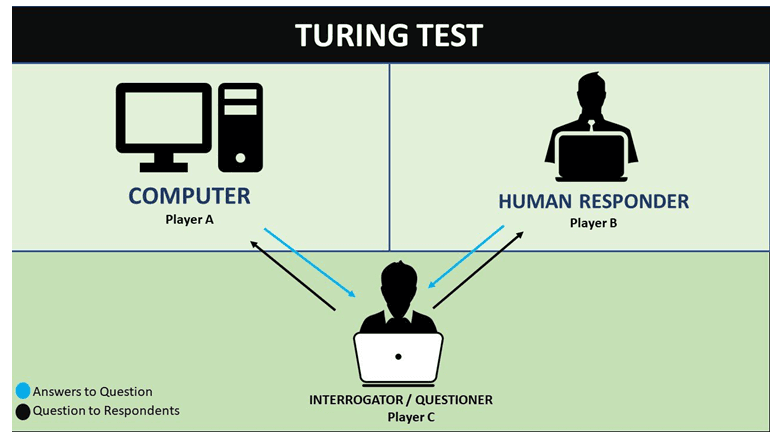 TURING TEST
COMPUTER
Player A
HUMAN RESPONDER
Player B
INTERROGATOR / QUESTIONER
Player C
Answers to Question
Question to Respondents